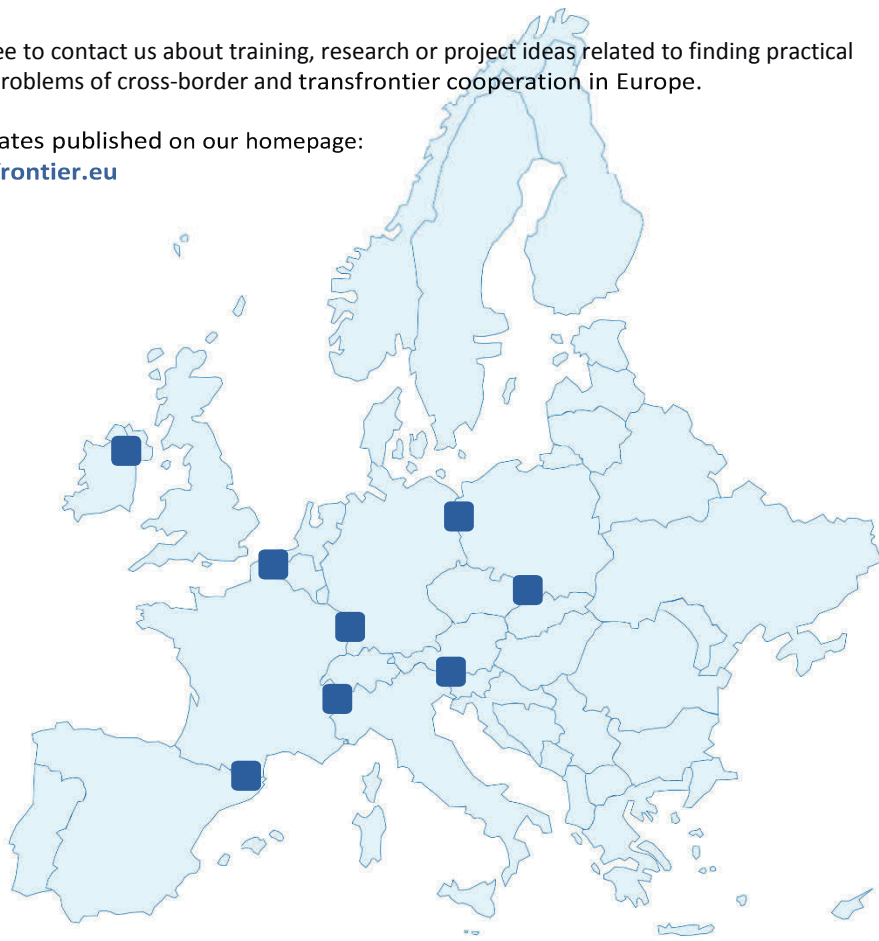 ee to contact us about training, research or project ideas related to finding practical
roblems of cross-border and transfrontier cooperation in Europe.
ates published on our homepage:
frontier.eu